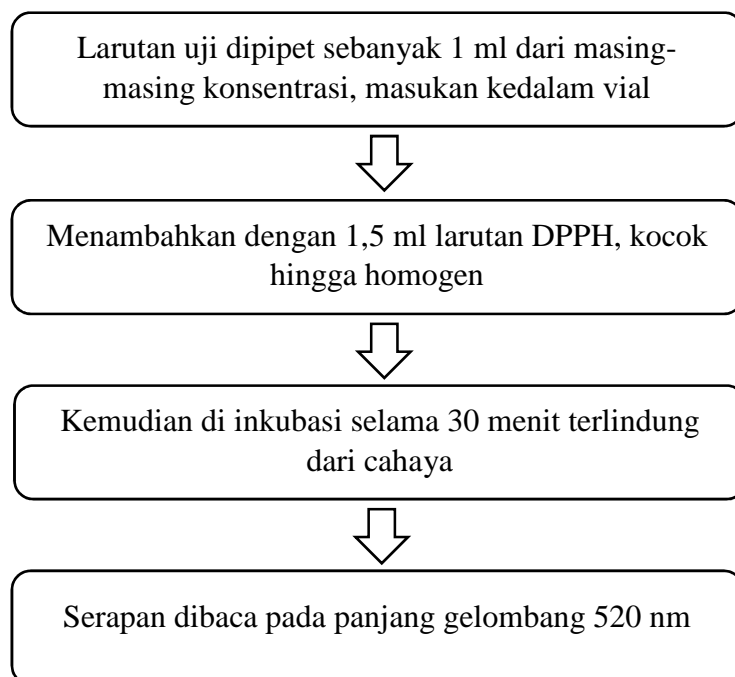 Larutan uji dipipet sebanyak 1 ml dari masing-
masing konsentrasi, masukan kedalam vial
Menambahkan dengan 1,5 ml larutan DPPH, kocok
hingga homogen
Kemudian di inkubasi selama 30 menit terlindung
dari cahaya
Serapan dibaca pada panjang gelombang 520 nm